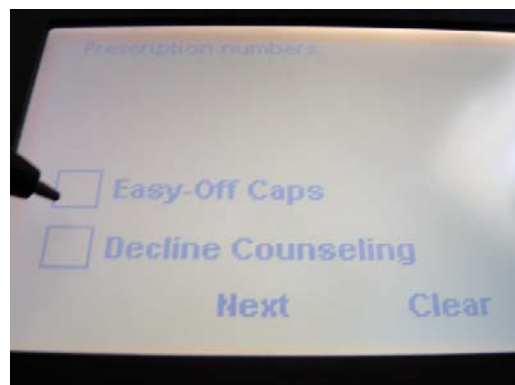 Prescription numbers:
Easy-Off Caps
Decline Counseling
Next Clear